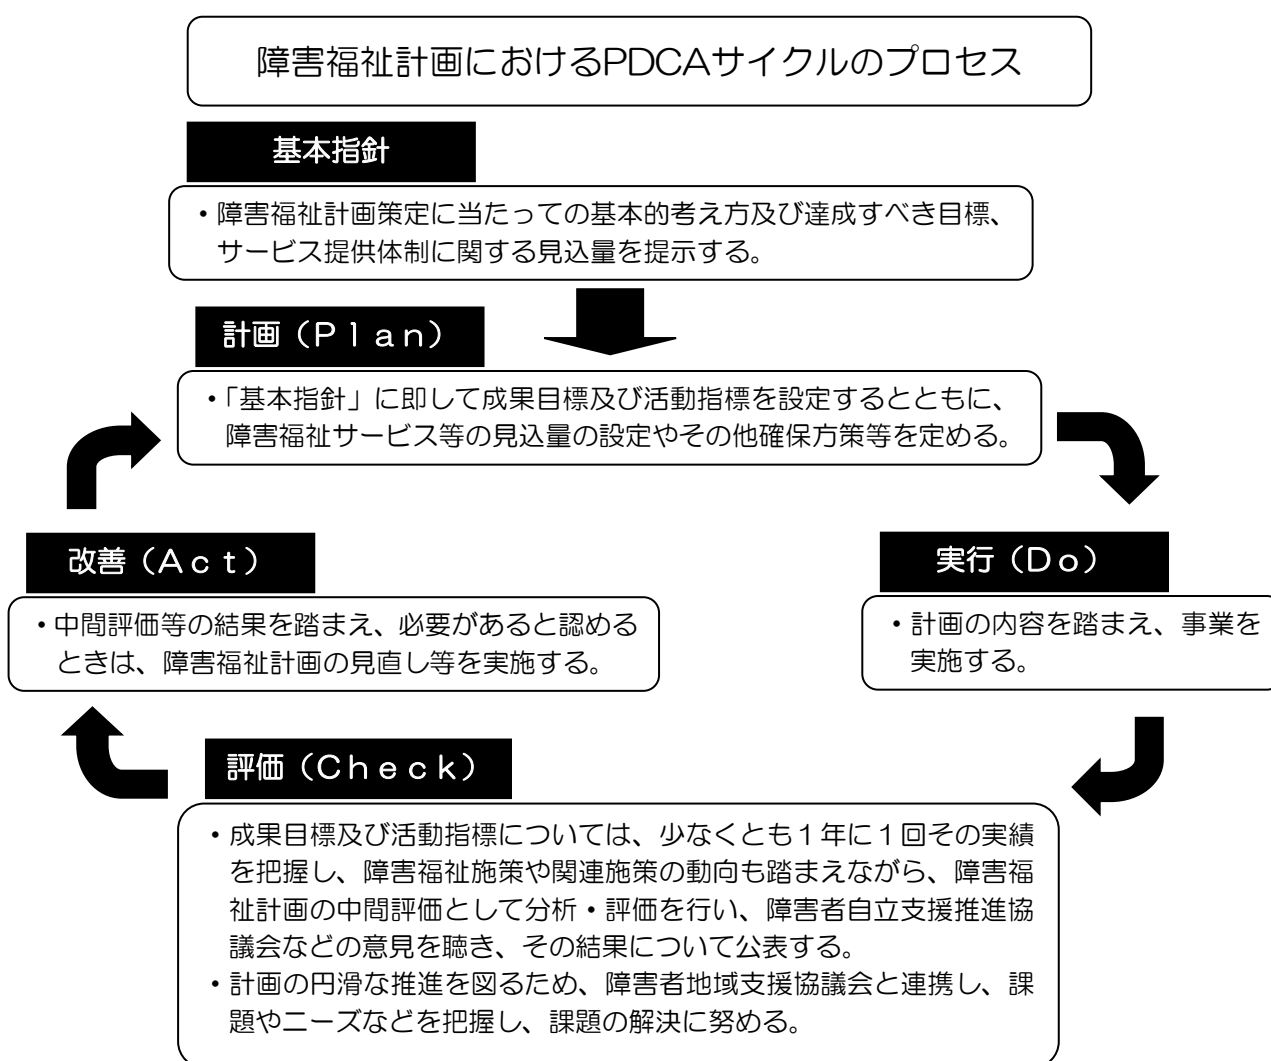 障害福祉計画におけるPDCAサイクルのプロセス
基本指針
・障害福祉計画策定に当たっての基本的考え方及び達成すべき目標、
サービス提供体制に関する見込量を提示する。
計画（Ｐｌａｎ）
・「基本指針」に即して成果目標及び活動指標を設定するとともに、
障害福祉サービス等の見込量の設定やその他確保方策等を定める。
実行（Ｄｏ）
・計画の内容を踏まえ、事業を
実施する。
改善（Ａｃｔ）
・中間評価等の結果を踏まえ、必要があると認める
ときは、障害福祉計画の見直し等を実施する。
評価（Ｃｈｅｃｋ）
・成果目標及び活動指標については、少なくとも１年に１回その実績
を把握し、障害福祉施策や関連施策の動向も踏まえながら、障害福
祉計画の中間評価として分析・評価を行い、障害者自立支援推進協
議会などの意見を聴き、その結果について公表する。
・計画の円滑な推進を図るため、障害者地域支援協議会と連携し、課
題やニーズなどを把握し、課題の解決に努める。